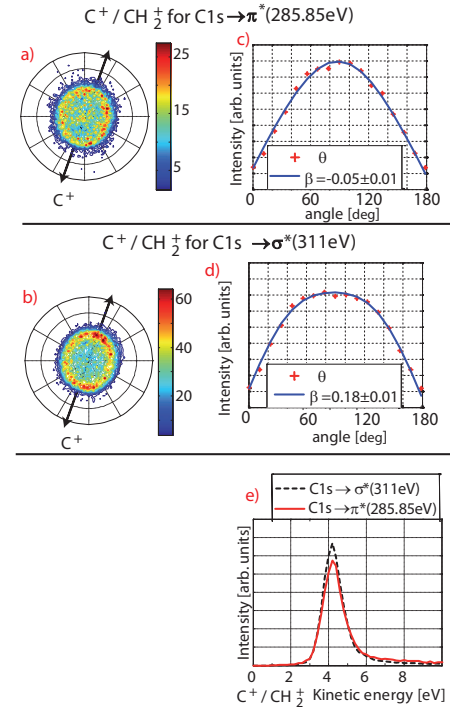 C⁺ / CH₂⁺ for C1s→π*(285.85eV)
a)
25
15
5
C⁺
c)
Intensity [arb. units]
θ
β=-0.05±0.01
0 60 120 180
angle [deg]
C⁺ / CH₂⁺ for C1s →σ*(311eV)
b)
60
40
20
C⁺
d)
Intensity [arb. units]
θ
β=0.18±0.01
0 60 120 180
angle [deg]
e)
C1s→σ*(311eV)
C1s→π*(285.85eV)
Intensity [arb. units]
0 2 4 6 8
C⁺ / CH₂⁺ Kinetic energy [eV]